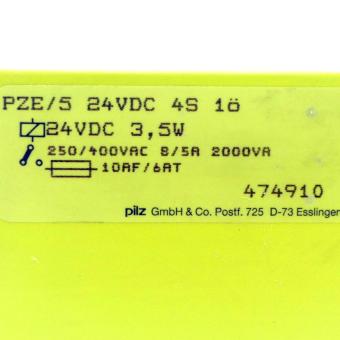 PZE/5 24VDC 4S 1ö
24VDC 3,5W
250/400VAC 8/5A 2000VA
10AF/6AT
474910
pilz GmbH & Co. Postf. 725 D-73 Esslingen